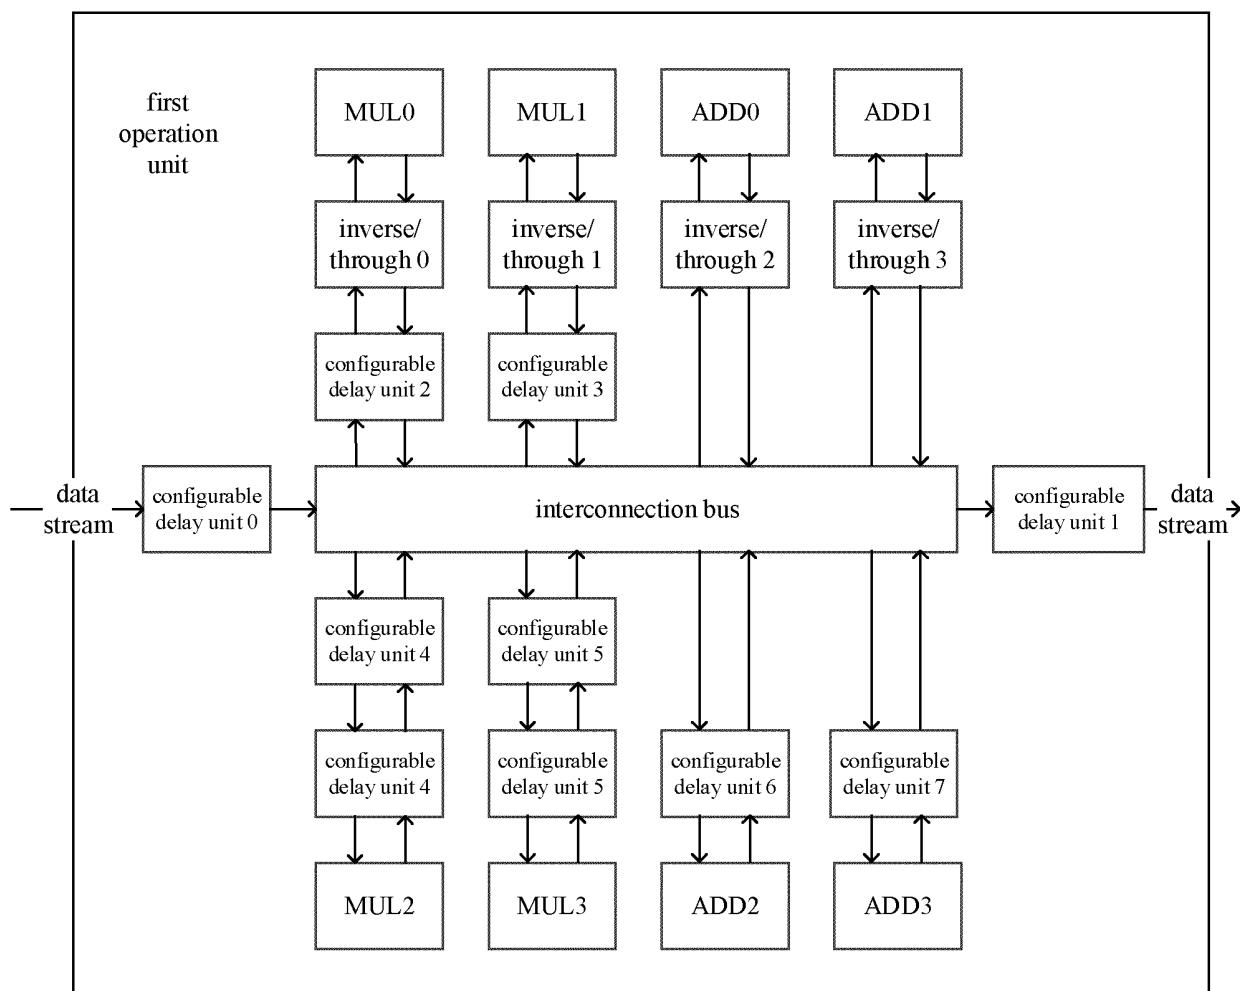 first
operation
unit
MUL0
MUL1
ADD0
ADD1
inverse/
through 0
inverse/
through 1
inverse/
through 2
inverse/
through 3
configurable
delay unit 2
configurable
delay unit 3
data
stream
configurable
delay unit 0
interconnection bus
configurable
delay unit 1
data
stream
configurable
delay unit 4
configurable
delay unit 5
configurable
delay unit 4
configurable
delay unit 5
configurable
delay unit 6
configurable
delay unit 7
MUL2
MUL3
ADD2
ADD3